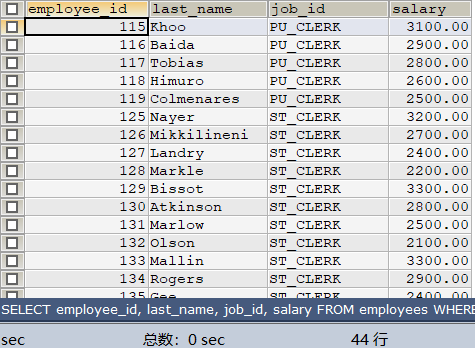 employee_id last_name job_id salary
115 Khoo PU_CLERK 3100.00
116 Baida PU_CLERK 2900.00
117 Tobias PU_CLERK 2800.00
118 Himuro PU_CLERK 2600.00
119 Colmenares PU_CLERK 2500.00
125 Nayer ST_CLERK 3200.00
126 Mikkilineni ST_CLERK 2700.00
127 Landry ST_CLERK 2400.00
128 Markle ST_CLERK 2200.00
129 Bissot ST_CLERK 3300.00
130 Atkinson ST_CLERK 2800.00
131 Marlow ST_CLERK 2500.00
132 Olson ST_CLERK 2100.00
133 Mallin ST_CLERK 3300.00
134 Rogers ST_CLERK 2900.00
135 Gee ST_CLERK 2400.00
SELECT employee_id, last_name, job_id, salary FROM employees WHERE
sec 总数: 0 sec 44 行